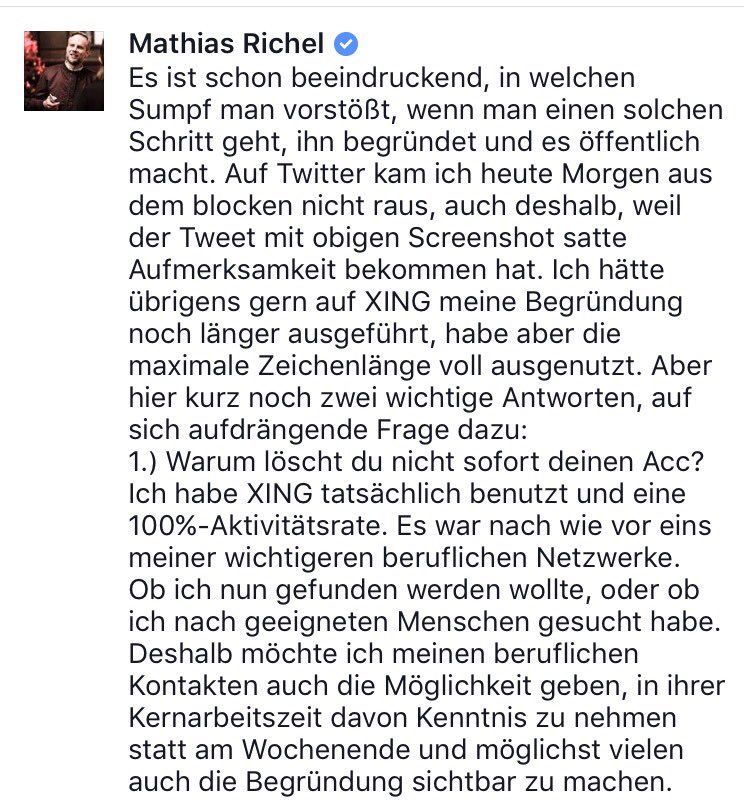 Mathias Richel
Es ist schon beeindruckend, in welchen
Sumpf man vorstößt, wenn man einen solchen
Schritt geht, ihn begründet und es öffentlich
macht. Auf Twitter kam ich heute Morgen aus
dem blocken nicht raus, auch deshalb, weil
der Tweet mit obigen Screenshot satte
Aufmerksamkeit bekommen hat. Ich hätte
übrigens gern auf XING meine Begründung
noch länger ausgeführt, habe aber die
maximale Zeichenlänge voll ausgenutzt. Aber
hier kurz noch zwei wichtige Antworten, auf
sich aufdrängende Frage dazu:
1.) Warum löscht du nicht sofort deinen Acc?
Ich habe XING tatsächlich benutzt und eine
100%-Aktivitätsrate. Es war nach wie vor eins
meiner wichtigeren beruflichen Netzwerke.
Ob ich nun gefunden werden wollte, oder ob
ich nach geeigneten Menschen gesucht habe.
Deshalb möchte ich meinen beruflichen
Kontakten auch die Möglichkeit geben, in ihrer
Kernarbeitszeit davon Kenntnis zu nehmen
statt am Wochenende und möglichst vielen
auch die Begründung sichtbar zu machen.